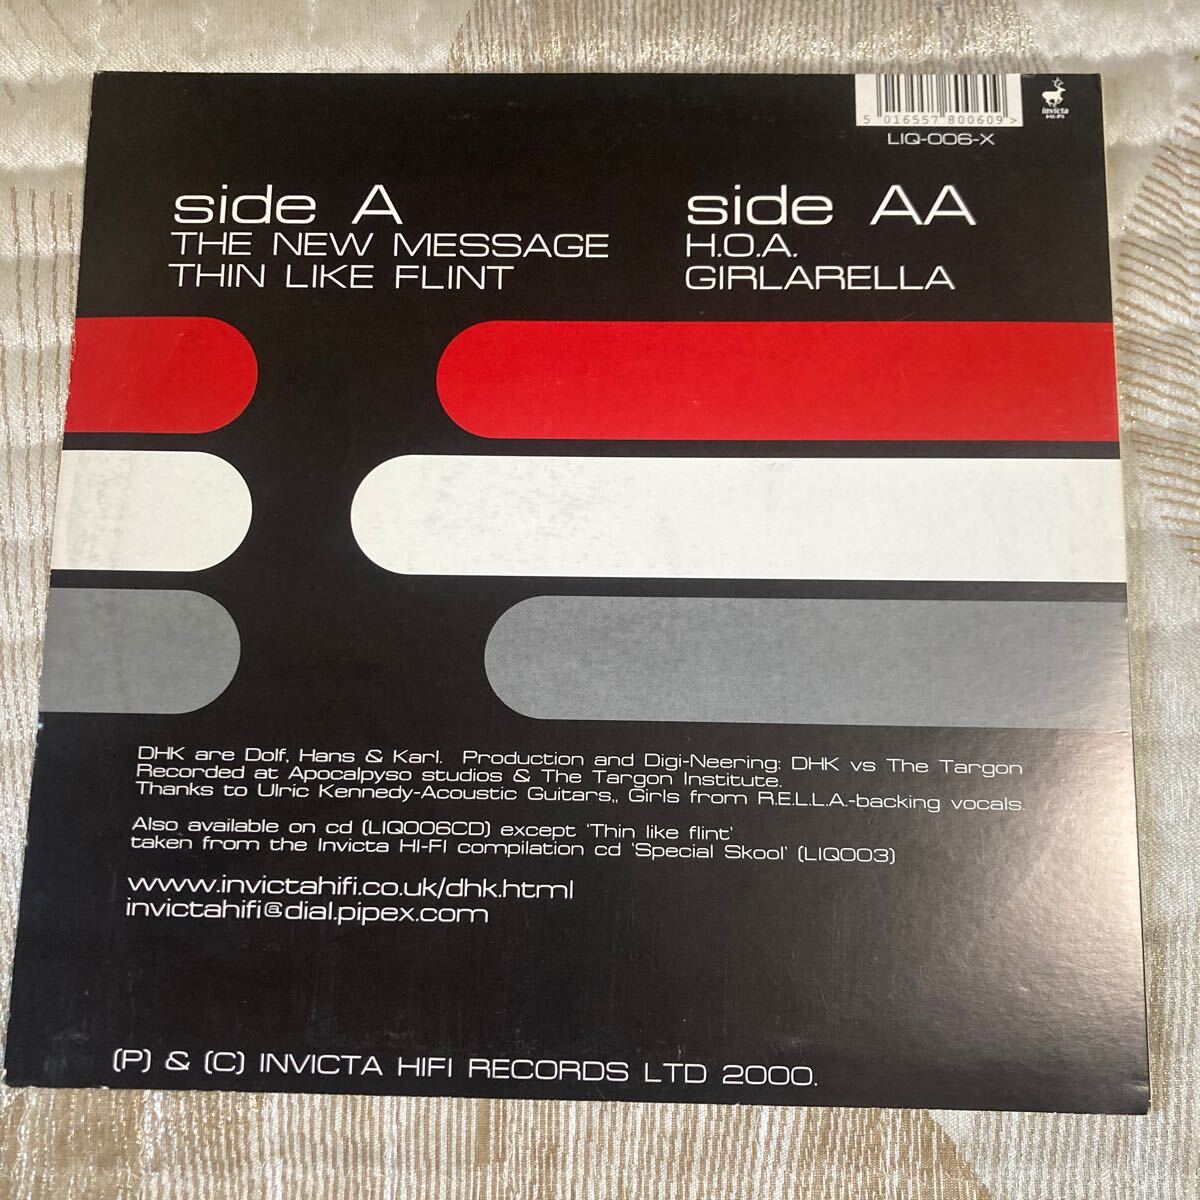 5 016557 800609 >
LIQ-006-X
invicta
HI-FI
side A
THE NEW MESSAGE
THIN LIKE FLINT
side AA
H.O.A.
GIRLARELLA
DHK are Dolf, Hans & Karl. Production and Digi-Neering: DHK vs The Targon
Recorded at Apocalpyso studios & The Targon Institute.
Thanks to Ulric Kennedy-Acoustic Guitars,, Girls from R.E.L.L.A.-backing vocals.
Also available on cd (LIQ006CD) except 'Thin like flint'
taken from the Invicta HI-FI compilation cd 'Special Skool' (LIQ003)
www.invictahifi.co.uk/dhk.html
invictahifi@dial.pipex.com
(P) & (C) INVICTA HIFI RECORDS LTD 2000.